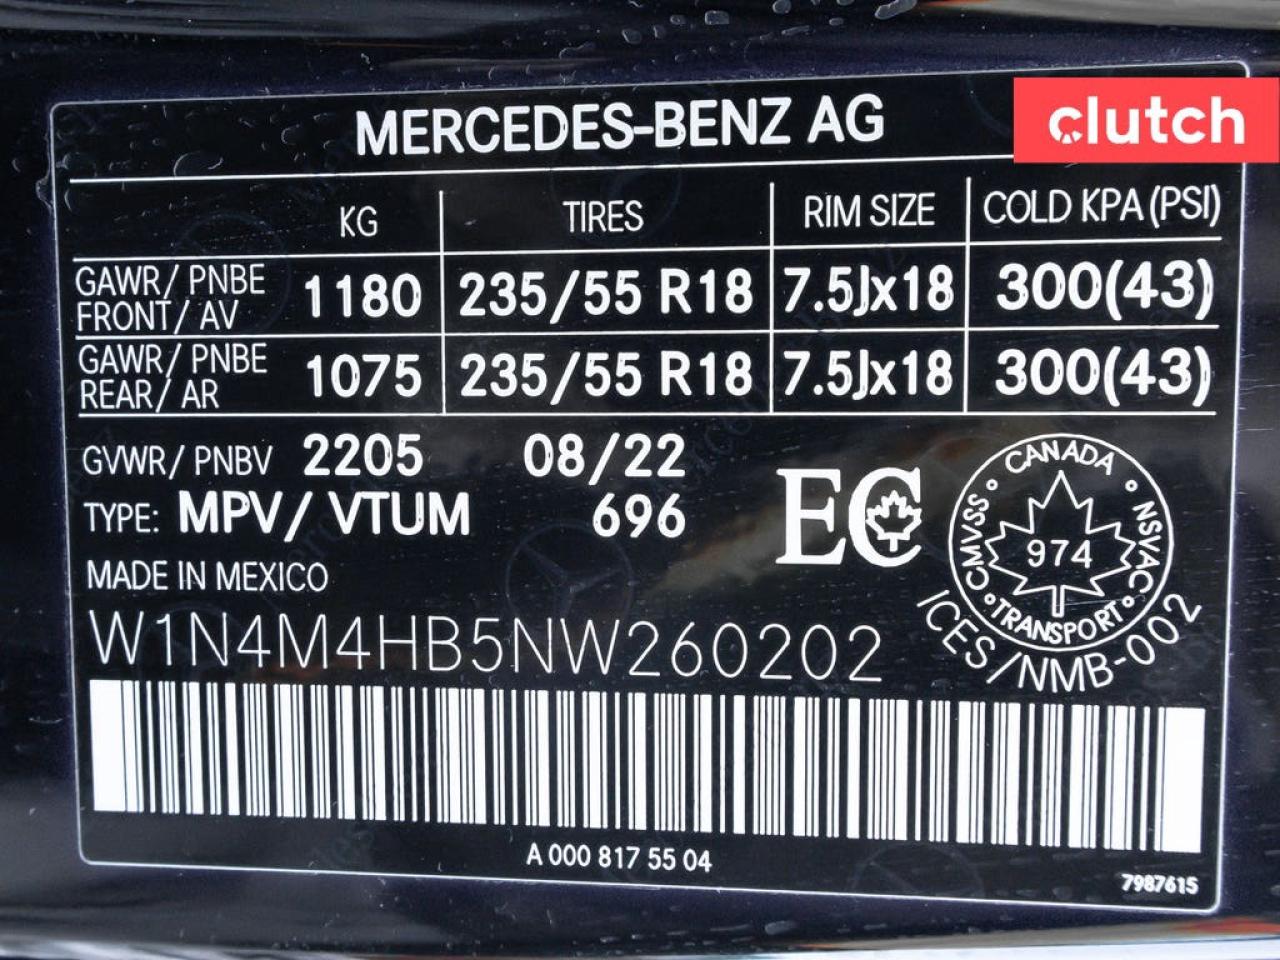 MERCEDES-BENZ AG
clutch
KG TIRES RIM SIZE COLD KPA (PSI)
GAWR/ PNBE FRONT/ AV 1180 235/55 R18 7.5Jx18 300(43)
GAWR/ PNBE REAR/ AR 1075 235/55 R18 7.5Jx18 300(43)
GVWR/ PNBV 2205 08/22
TYPE: MPV/ VTUM 696
MADE IN MEXICO
W1N4M4HB5NW260202
EC
CANADA
CMVSS NSVAC
974
TRANSPORT
ICES/NMB-002
A 000 817 55 04
7987615